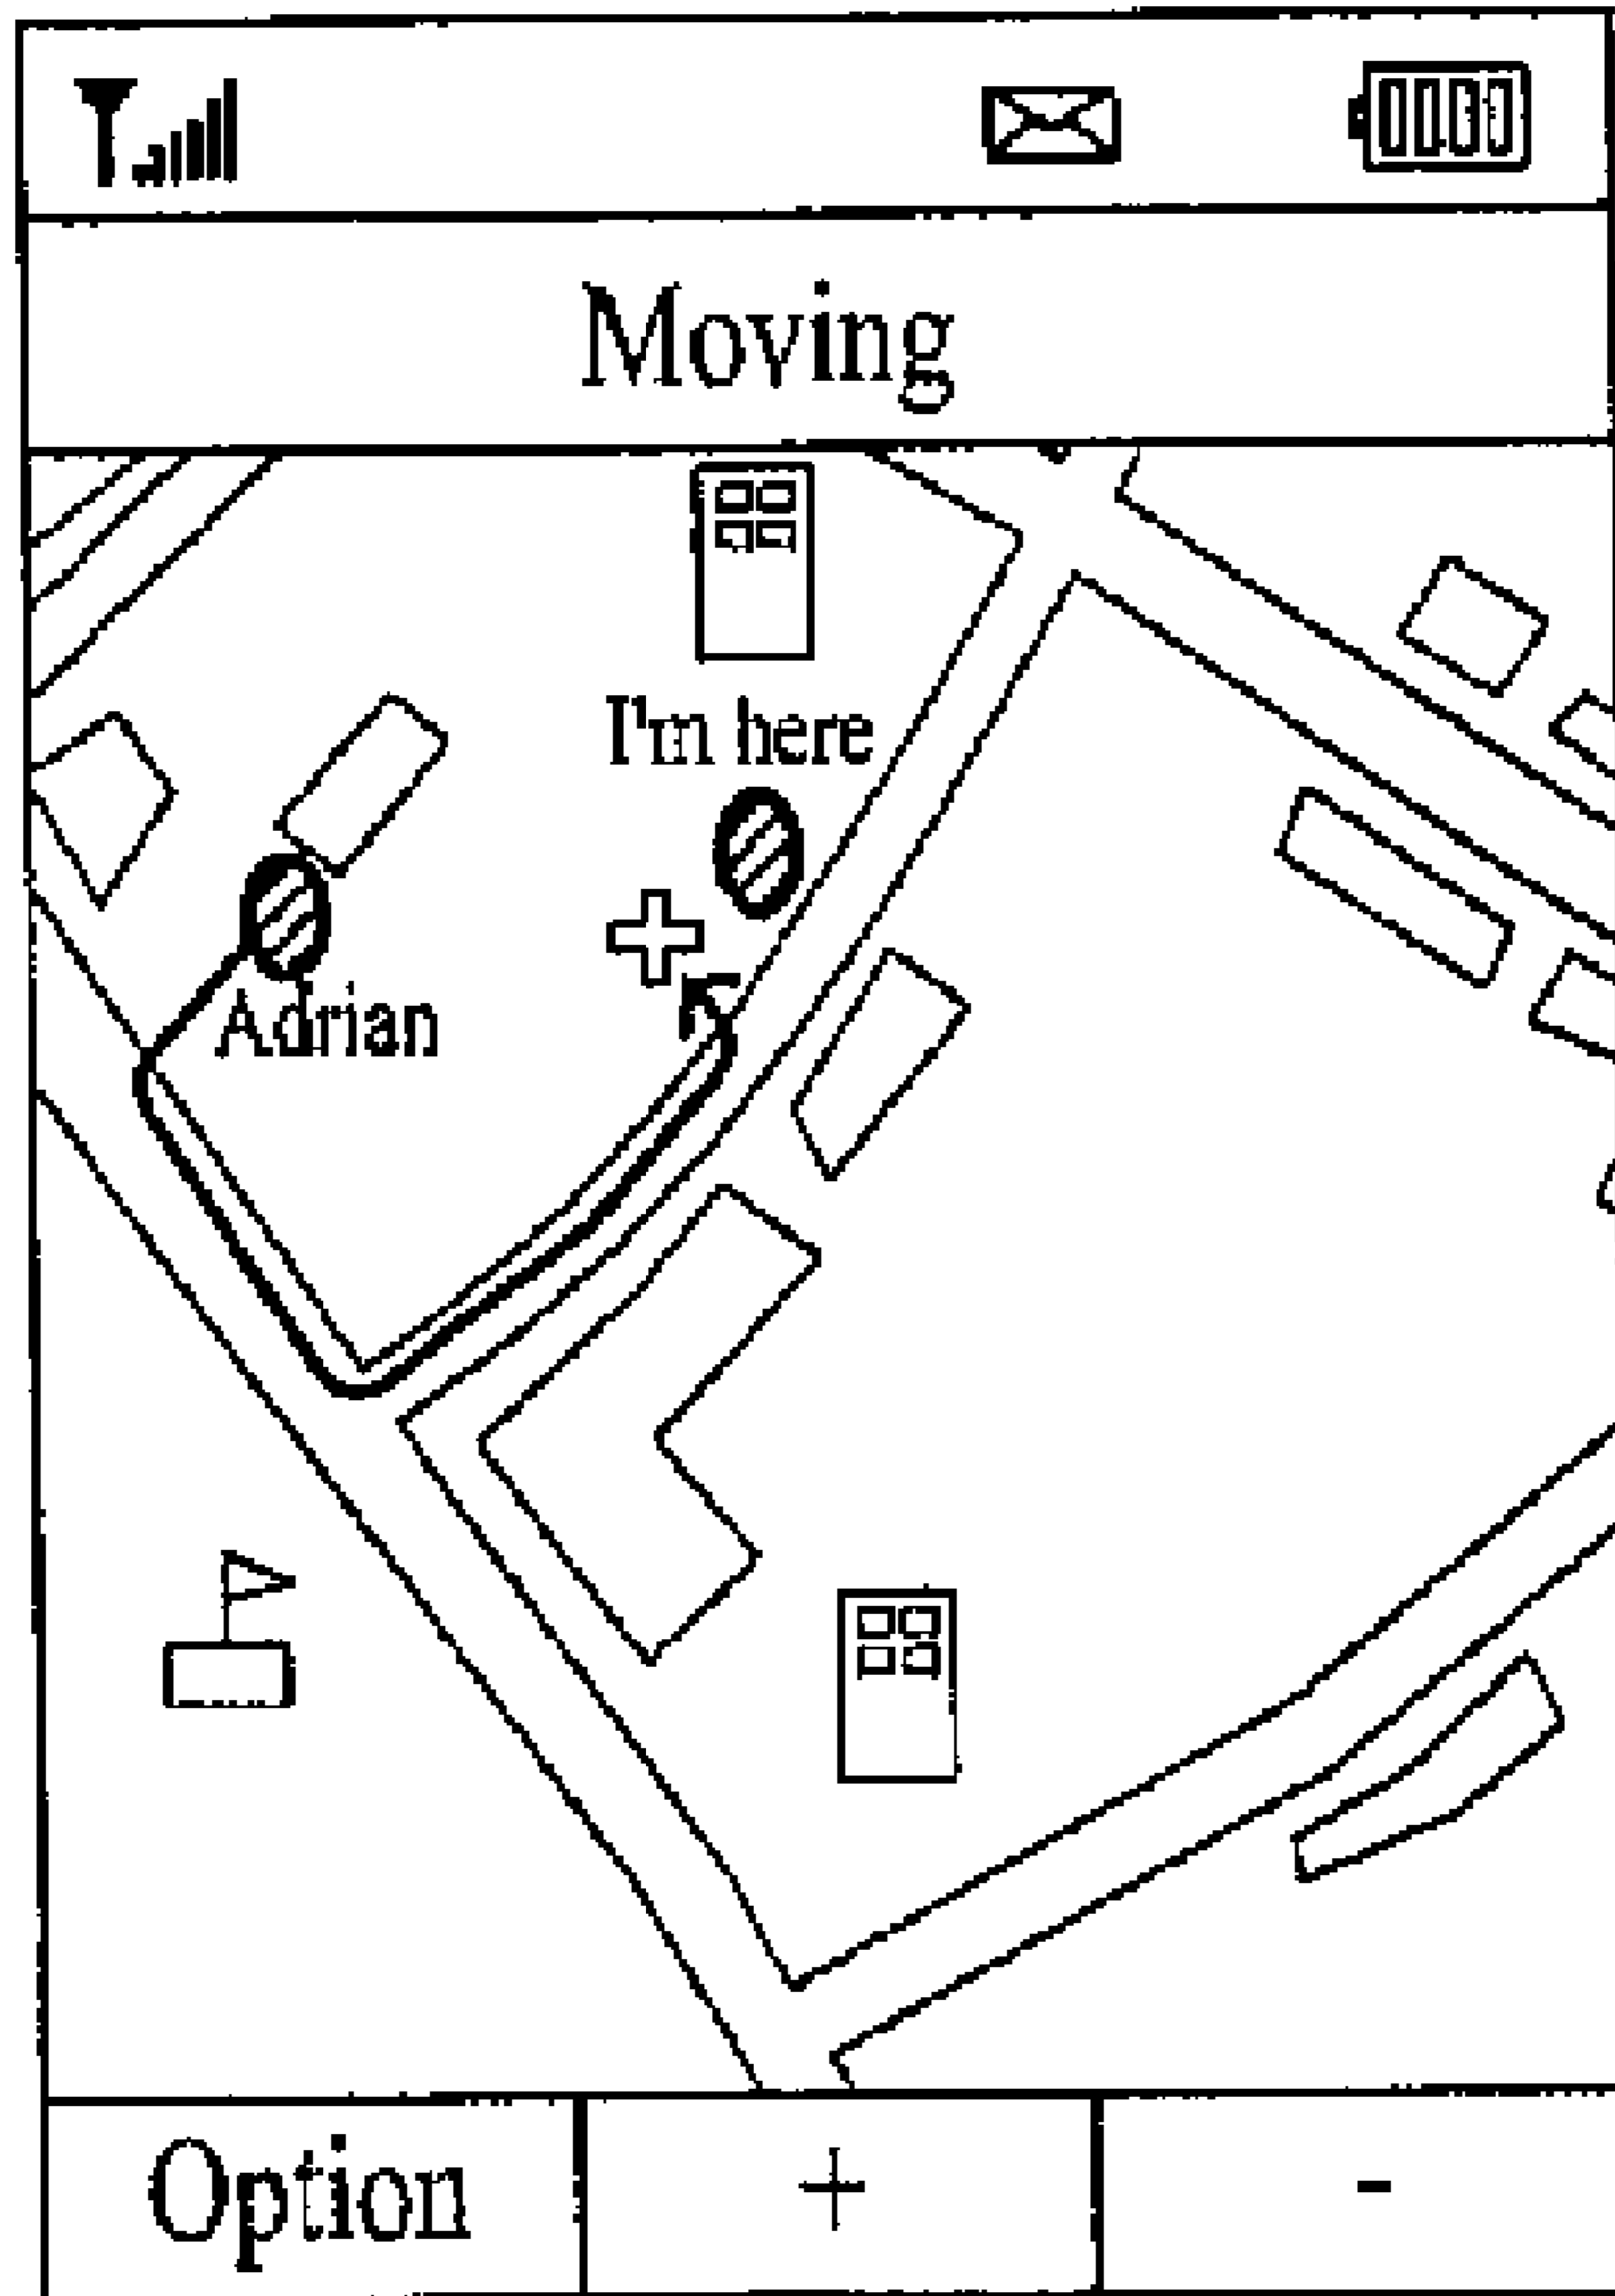 Moving
I'm here
Adrian
Option
+
-